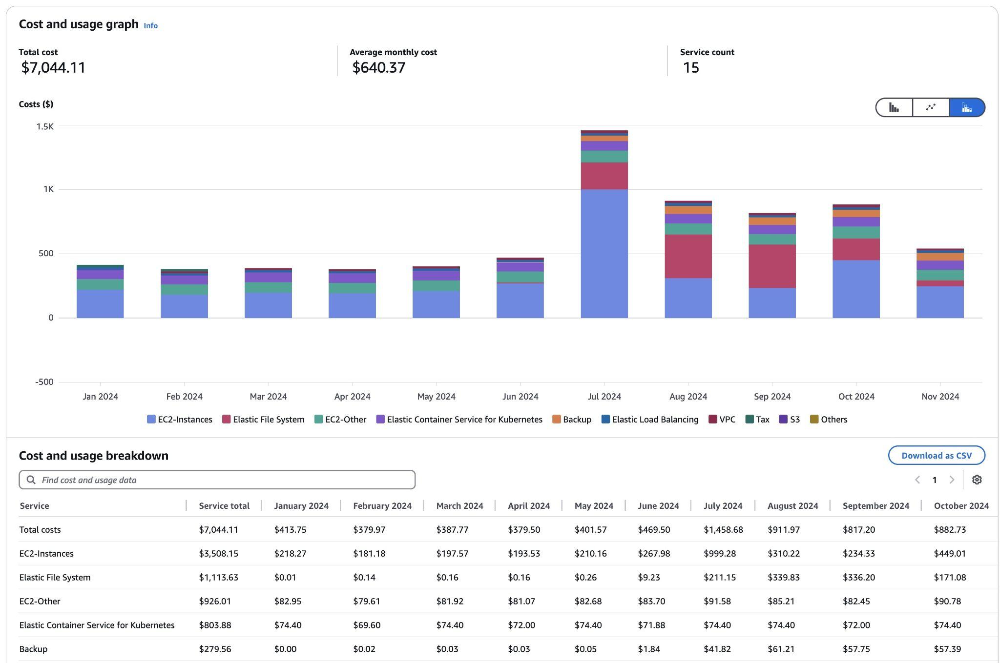 Cost and usage graph Info
Total cost Average monthly cost Service count
$7,044.11 $640.37 15
Costs ($)
1.5K
1K
500
0
-500
Jan 2024 Feb 2024 Mar 2024 Apr 2024 May 2024 Jun 2024 Jul 2024 Aug 2024 Sep 2024 Oct 2024 Nov 2024
EC2-Instances Elastic File System EC2-Other Elastic Container Service for Kubernetes Backup Elastic Load Balancing VPC Tax S3 Others
Cost and usage breakdown Download as CSV
Find cost and usage data 1
Service Service total January 2024 February 2024 March 2024 April 2024 May 2024 June 2024 July 2024 August 2024 September 2024 October 2024
Total costs $7,044.11 $413.75 $379.97 $387.77 $379.50 $401.57 $469.50 $1,458.68 $911.97 $817.20 $882.73
EC2-Instances $3,508.15 $218.27 $181.18 $197.57 $193.53 $210.16 $267.98 $999.28 $310.22 $234.33 $449.01
Elastic File System $1,113.63 $0.01 $0.14 $0.16 $0.16 $0.26 $9.23 $211.15 $339.83 $336.20 $171.08
EC2-Other $926.01 $82.95 $79.61 $81.92 $81.07 $82.68 $83.70 $91.58 $85.21 $82.45 $90.78
Elastic Container Service for Kubernetes $803.88 $74.40 $69.60 $74.40 $72.00 $74.40 $71.88 $74.40 $74.40 $72.00 $74.40
Backup $279.56 $0.00 $0.02 $0.03 $0.03 $0.05 $1.84 $41.82 $61.21 $57.75 $57.39